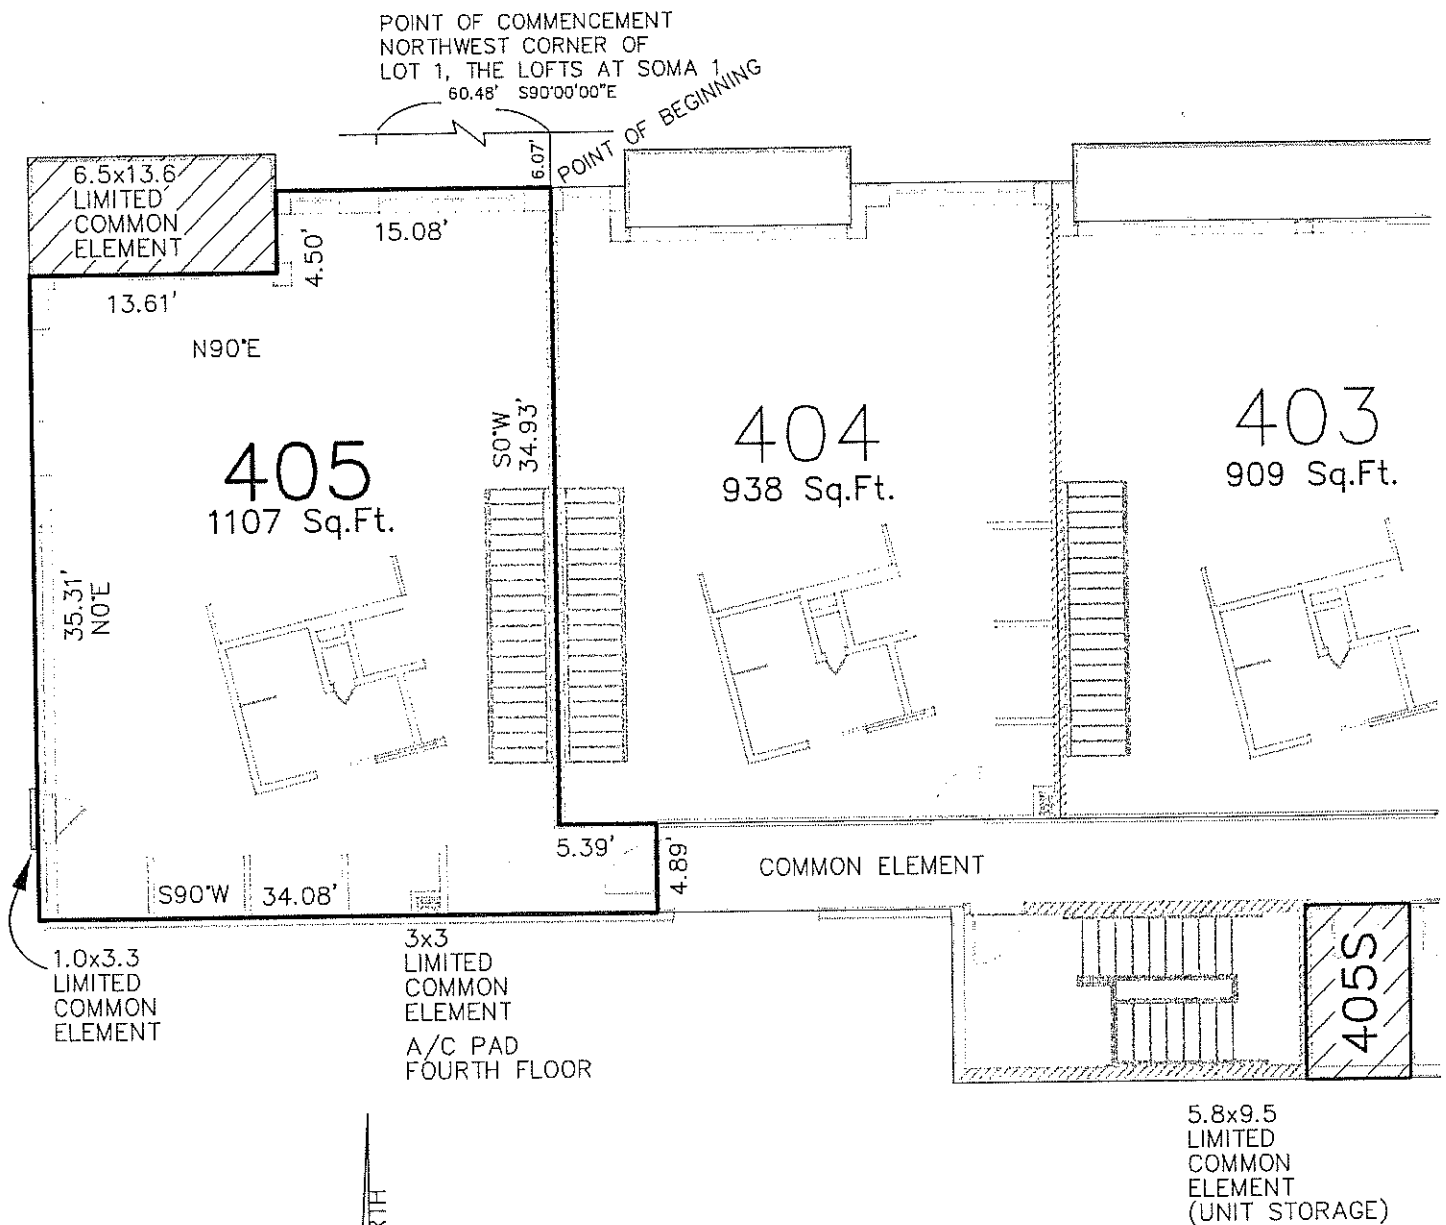 POINT OF COMMENCEMENT
NORTHWEST CORNER OF
LOT 1, THE LOFTS AT SOMA 1
60.48' S90°00'00"E
POINT OF BEGINNING
6.07'
6.5x13.6
LIMITED
COMMON
ELEMENT
15.08'
4.50'
13.61'
N90°E
405
1107 Sq.Ft.
S0°W
34.93'
404
938 Sq.Ft.
403
909 Sq.Ft.
35.31'
N0°E
5.39'
4.89'
COMMON ELEMENT
S90°W 34.08'
1.0x3.3
LIMITED
COMMON
ELEMENT
3x3
LIMITED
COMMON
ELEMENT
A/C PAD
FOURTH FLOOR
405S
5.8x9.5
LIMITED
COMMON
ELEMENT
(UNIT STORAGE)